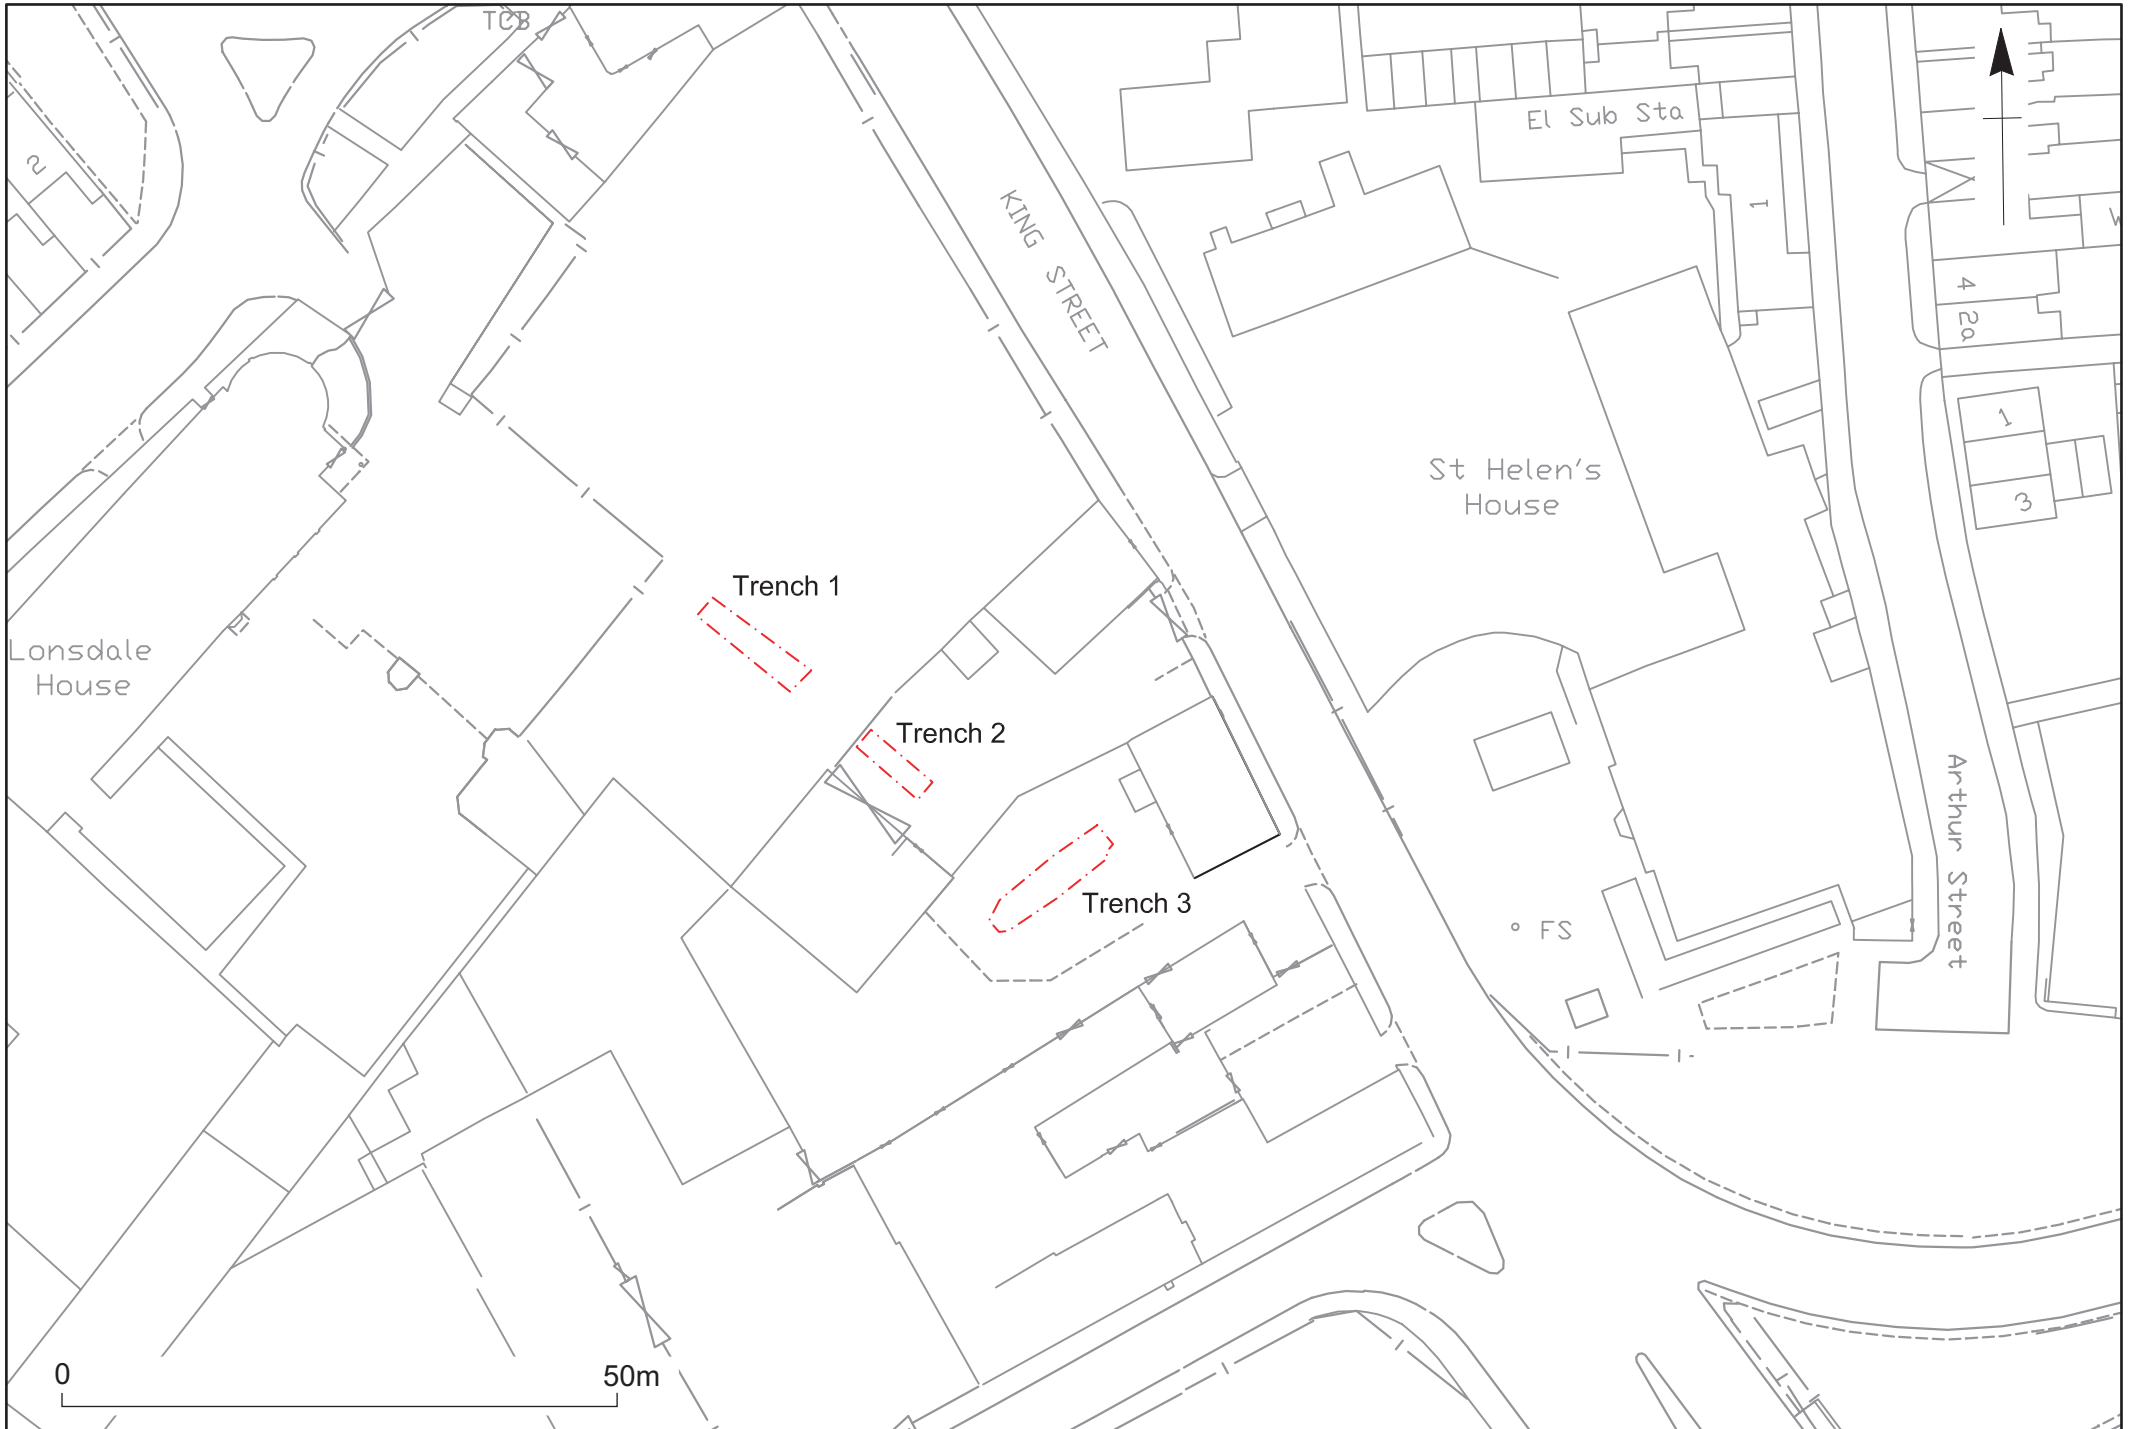 TCB
2
El Sub Sta
KING STREET
1
4
2a
1
3
St Helen's
House
Trench 1
Lonsdale
House
Trench 2
Trench 3
Arthur Street
FS
0
50m